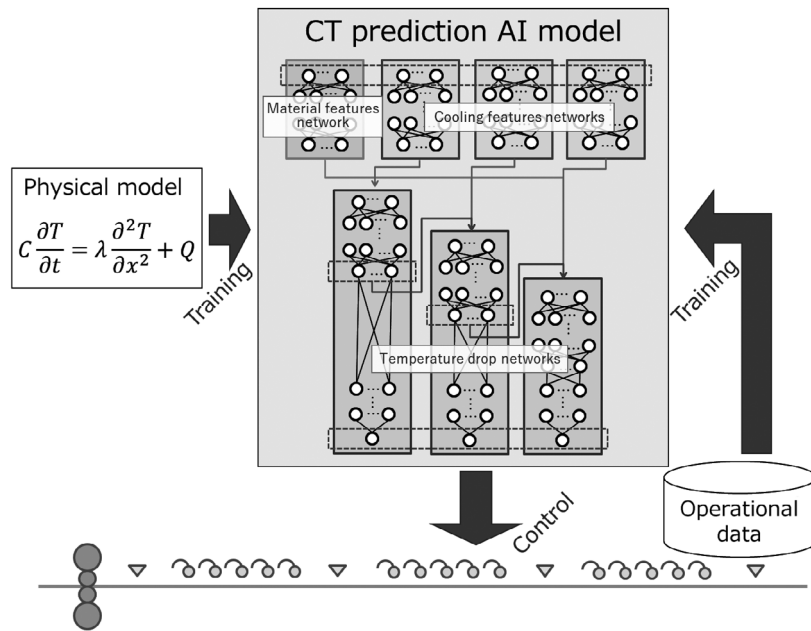 CT prediction AI model
Material features
network
Cooling features networks
Physical model
C ∂T/∂t = λ ∂²T/∂x² + Q
Training
Training
Temperature drop networks
Control
Operational
data